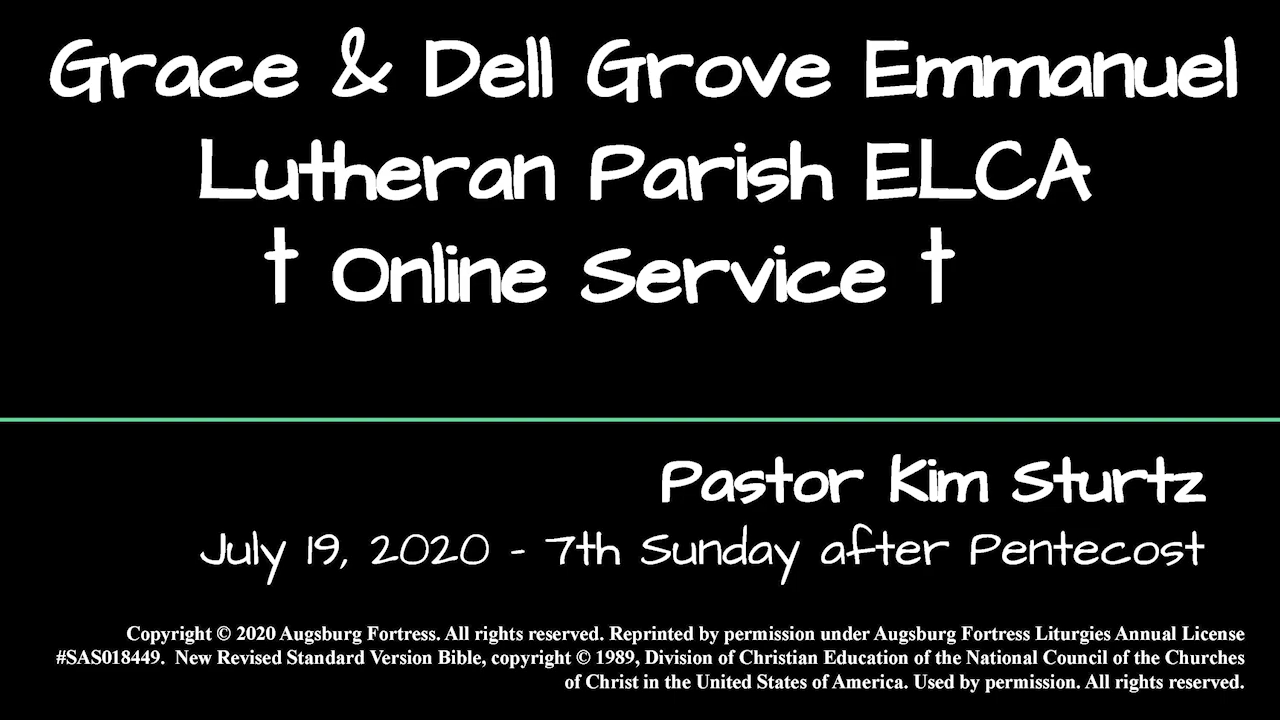 Grace & Dell Grove Emmanuel
Lutheran Parish ELCA
† Online Service †
Pastor Kim Sturtz
July 19, 2020 - 7th Sunday after Pentecost
Copyright © 2020 Augsburg Fortress. All rights reserved. Reprinted by permission under Augsburg Fortress Liturgies Annual License
#SAS018449. New Revised Standard Version Bible, copyright © 1989, Division of Christian Education of the National Council of the Churches
of Christ in the United States of America. Used by permission. All rights reserved.